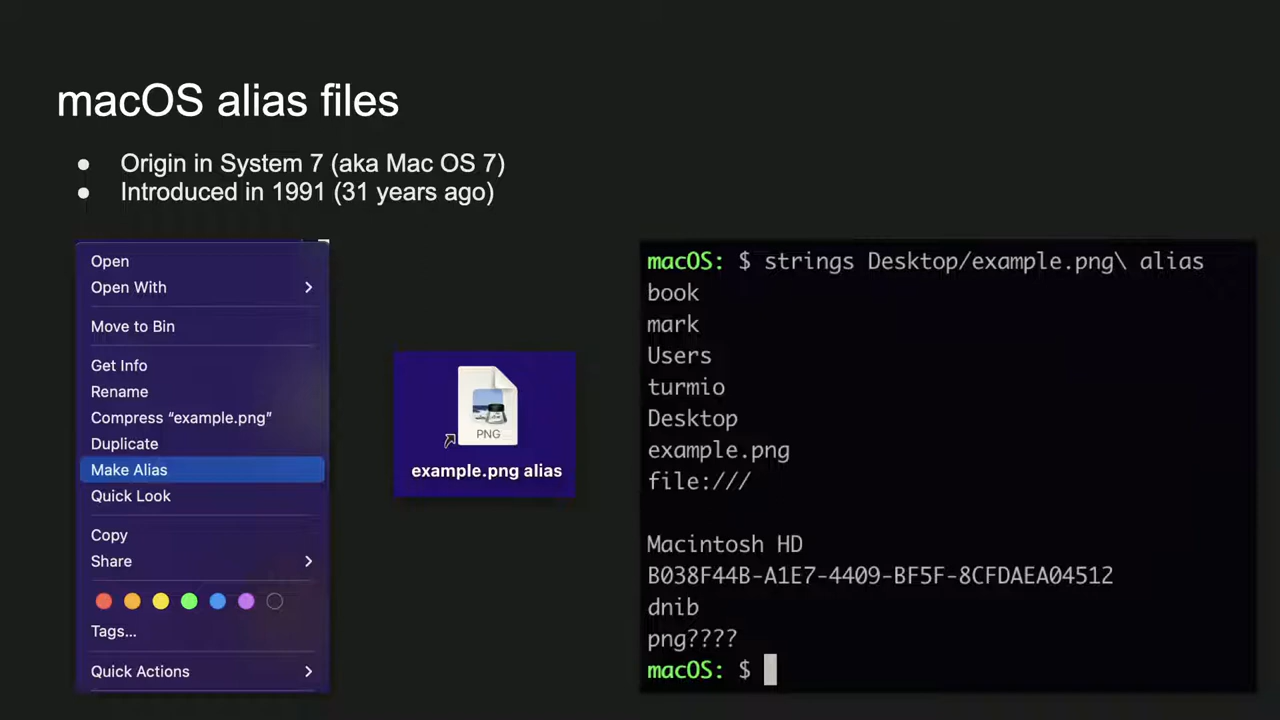 macOS alias files
● Origin in System 7 (aka Mac OS 7)
● Introduced in 1991 (31 years ago)
Open
Open With
Move to Bin
Get Info
Rename
Compress “example.png”
Duplicate
Make Alias
Quick Look
Copy
Share
Tags...
Quick Actions
PNG
example.png alias
macOS: $ strings Desktop/example.png\ alias
book
mark
Users
turmio
Desktop
example.png
file:///
Macintosh HD
B038F44B-A1E7-4409-BF5F-8CFDAEA04512
dnib
png????
macOS: $